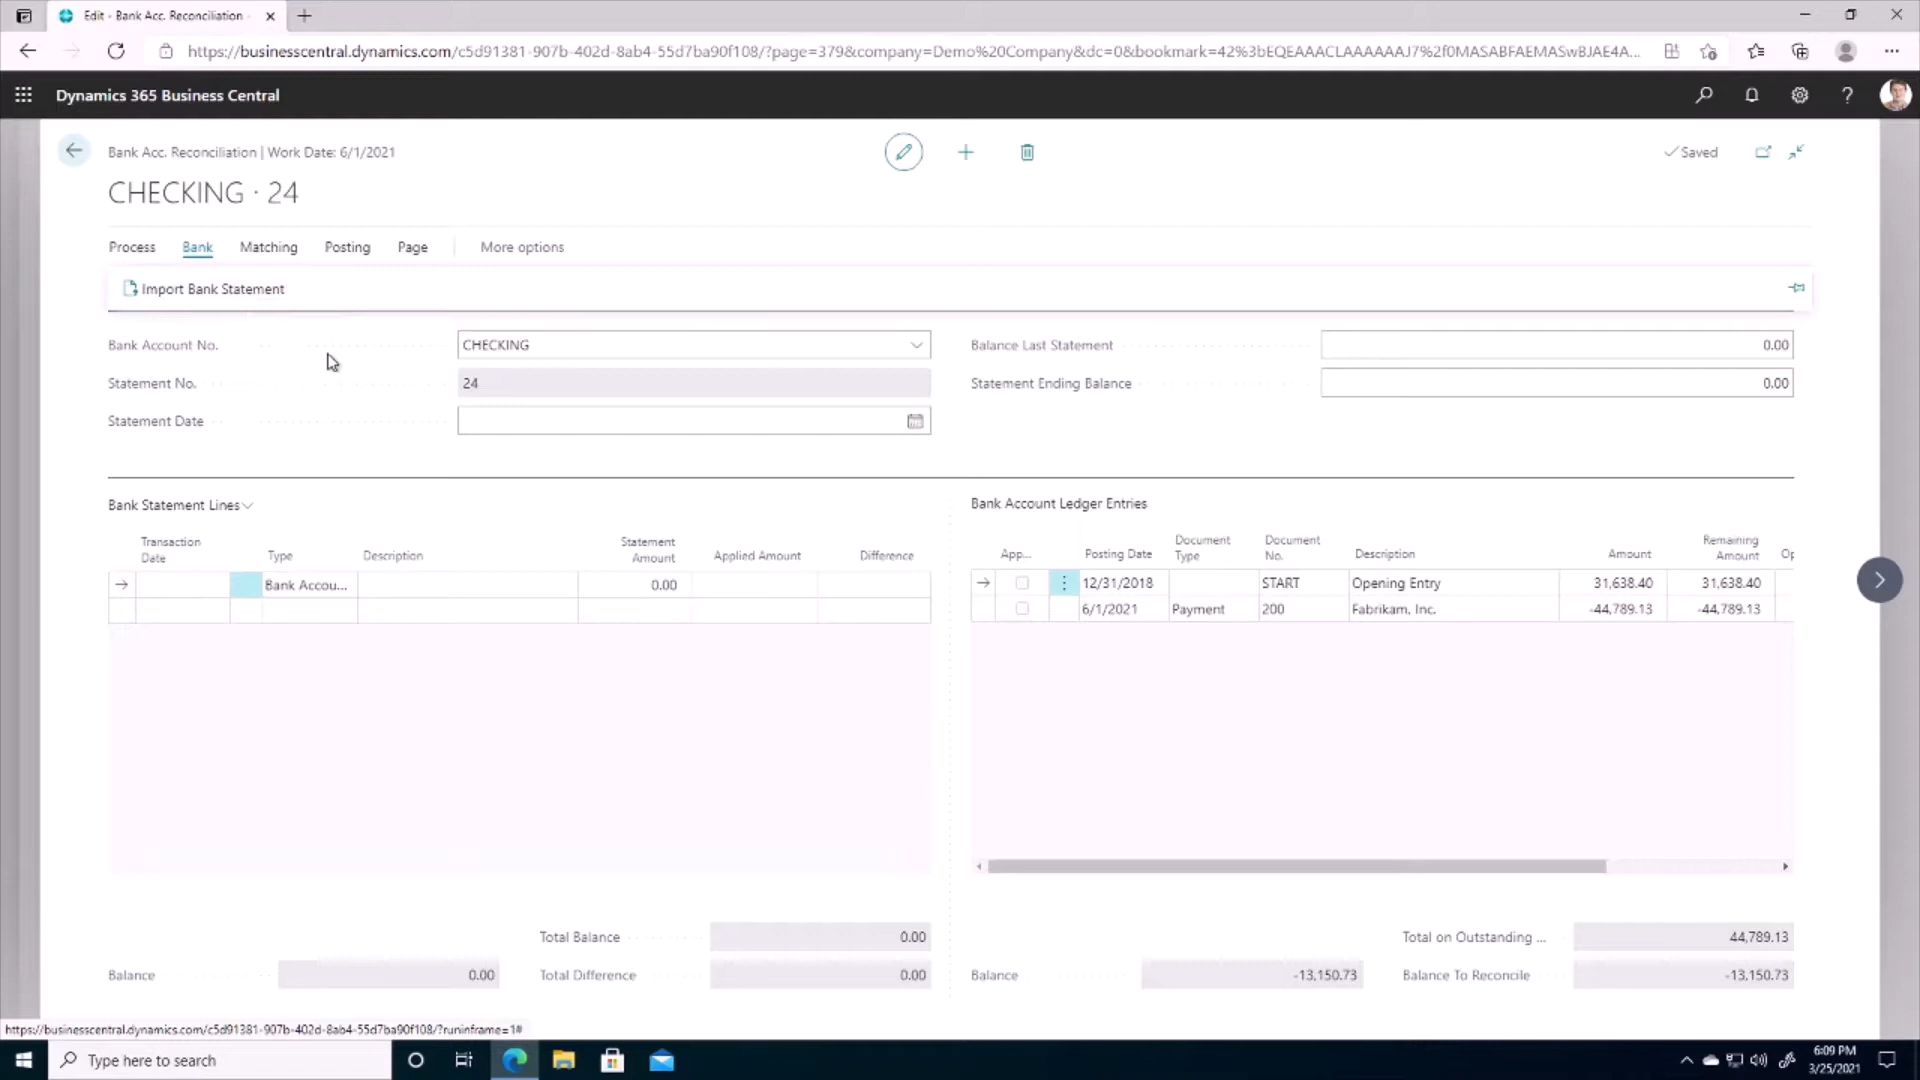 Edit - Bank Acc. Reconciliation
https://businesscentral.dynamics.com/c5d91381-907b-402d-8ab4-55d7ba90f108/?page=379&company=Demo%20Company&dc=0&bookmark=42%3bEQEAAACLAAAAAAJ7%2f0MASABFAEMASwBJAE4A...
Dynamics 365 Business Central
Bank Acc. Reconciliation | Work Date: 6/1/2021
Saved
CHECKING · 24
Process Bank Matching Posting Page More options
Import Bank Statement
Bank Account No. CHECKING Balance Last Statement 0.00
Statement No. 24 Statement Ending Balance 0.00
Statement Date
Bank Statement Lines Bank Account Ledger Entries
Transaction Date Type Description Statement Amount Applied Amount Difference
App... Posting Date Document Type Document No. Description Amount Remaining Amount Op
Bank Accou... 0.00
12/31/2018 START Opening Entry 31,638.40 31,638.40
6/1/2021 Payment 200 Fabrikam, Inc. -44,789.13 -44,789.13
Total Balance 0.00 Total on Outstanding ... 44,789.13
Balance 0.00 Total Difference 0.00 Balance -13,150.73 Balance To Reconcile -13,150.73
https://businesscentral.dynamics.com/c5d91381-907b-402d-8ab4-55d7ba90f108/?runinframe=1#
Type here to search
6:09 PM
3/25/2021